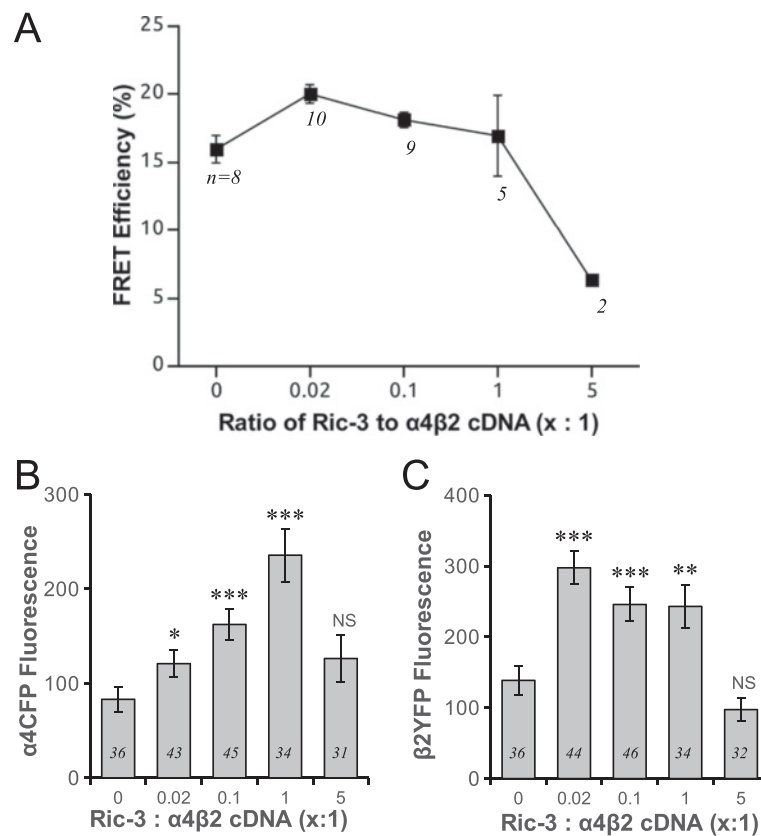 A
FRET Efficiency (%)
25
20
15
10
5
0
n=8
10
9
5
2
0 0.02 0.1 1 5
Ratio of Ric-3 to α4β2 cDNA (x : 1)
B
α4CFP Fluorescence
300
200
100
0
*
***
***
NS
36 43 45 34 31
0 0.02 0.1 1 5
Ric-3 : α4β2 cDNA (x:1)
C
β2YFP Fluorescence
400
300
200
100
0
***
***
**
NS
36 44 46 34 32
0 0.02 0.1 1 5
Ric-3 : α4β2 cDNA (x:1)